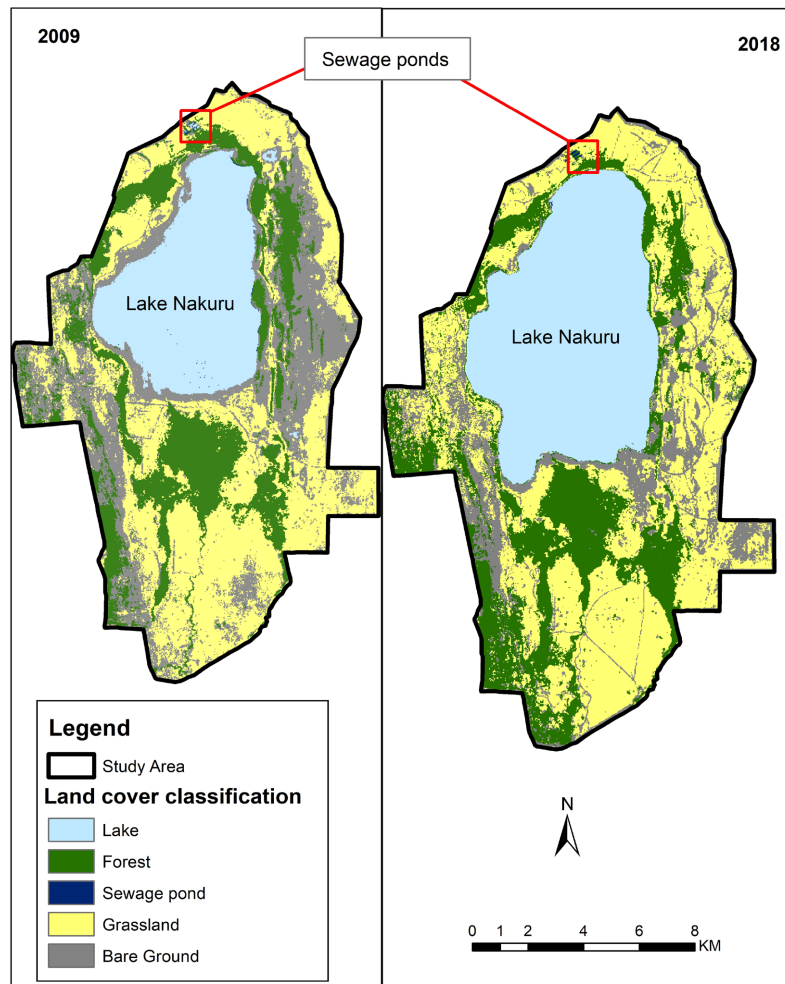 2009
Sewage ponds
2018
Lake Nakuru
Lake Nakuru
Legend
Study Area
Land cover classification
Lake
Forest
Sewage pond
Grassland
Bare Ground
N
0 1 2 4 6 8
KM